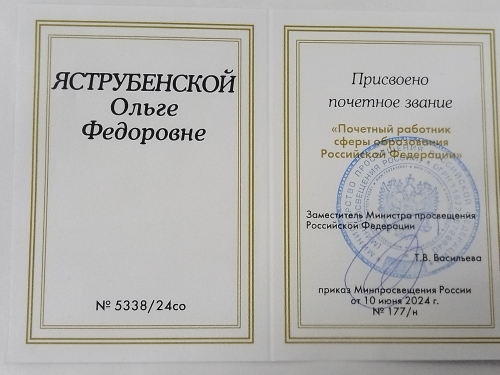 ЯСТРУБЕНСКОЙ
Ольге
Федоровне
№ 5338/24со
Присвоено
почетное звание
«Почетный работник
сферы образования
Российской Федерации»
Заместитель Министра просвещения
Российской Федерации
Т.В. Васильева
приказ Минпросвещения России
от 10 июня 2024 г.
№ 177/н